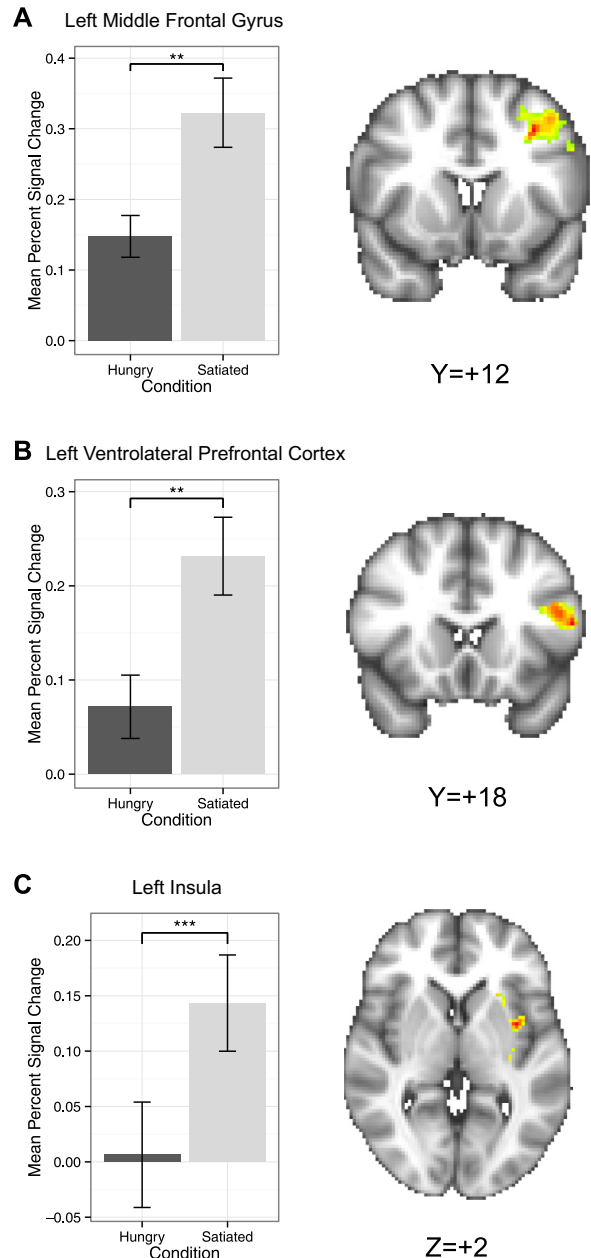 A Left Middle Frontal Gyrus
**
0.4
0.3
0.2
0.1
0.0
Mean Percent Signal Change
Hungry Satiated
Condition
Y=+12
B Left Ventrolateral Prefrontal Cortex
**
0.3
0.2
0.1
0.0
Mean Percent Signal Change
Hungry Satiated
Condition
Y=+18
C Left Insula
***
0.20
0.15
0.10
0.05
0.00
−0.05
Mean Percent Signal Change
Hungry Satiated
Condition
Z=+2